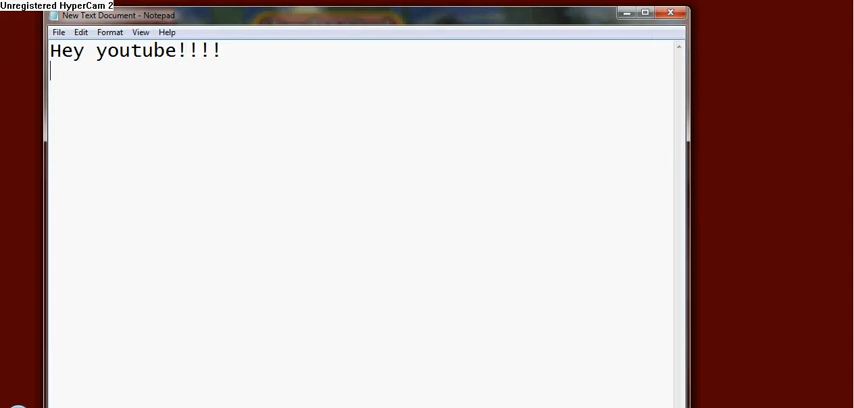 Unregistered HyperCam 2
New Text Document - Notepad
File Edit Format View Help
Hey youtube!!!!